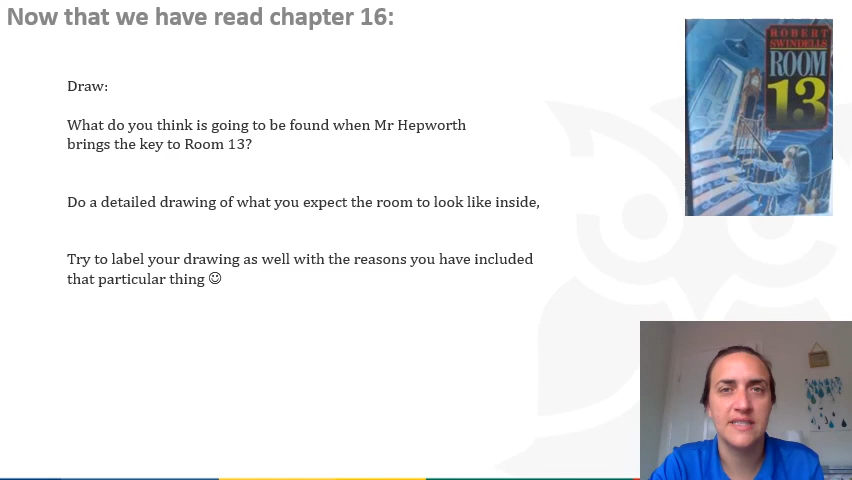 Now that we have read chapter 16:
ROBERT
SWINDELLS
ROOM
13
Draw:
What do you think is going to be found when Mr Hepworth
brings the key to Room 13?
Do a detailed drawing of what you expect the room to look like inside,
Try to label your drawing as well with the reasons you have included
that particular thing ☺